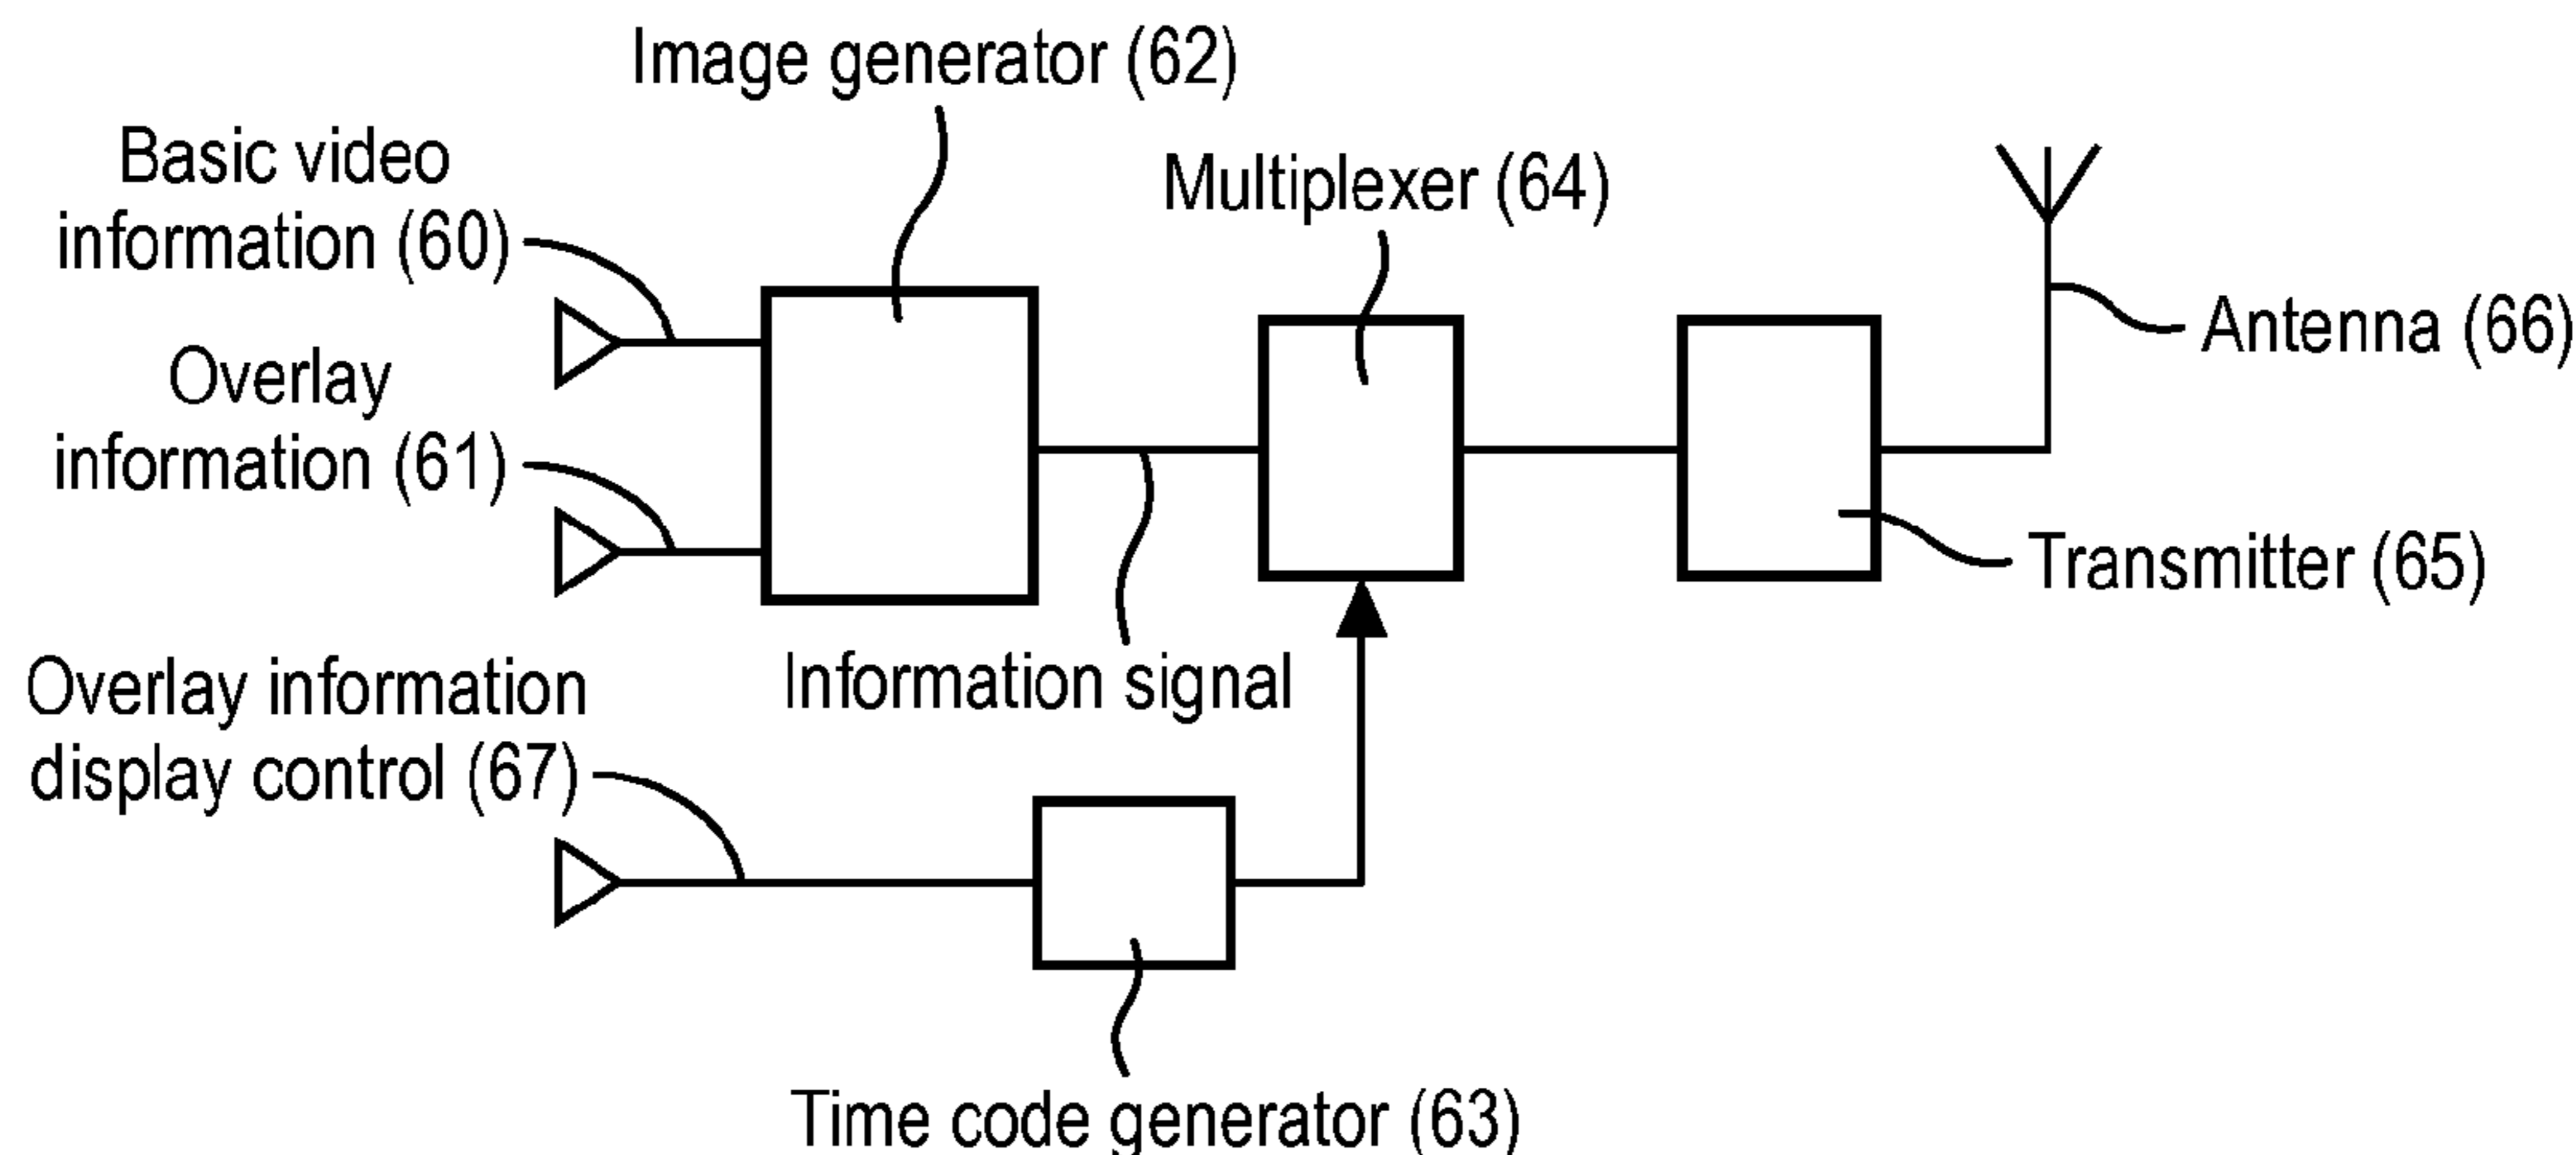 Image generator (62)
Basic video
information (60)
Multiplexer (64)
Overlay
information (61)
Antenna (66)
Transmitter (65)
Information signal
Overlay information
display control (67)
Time code generator (63)